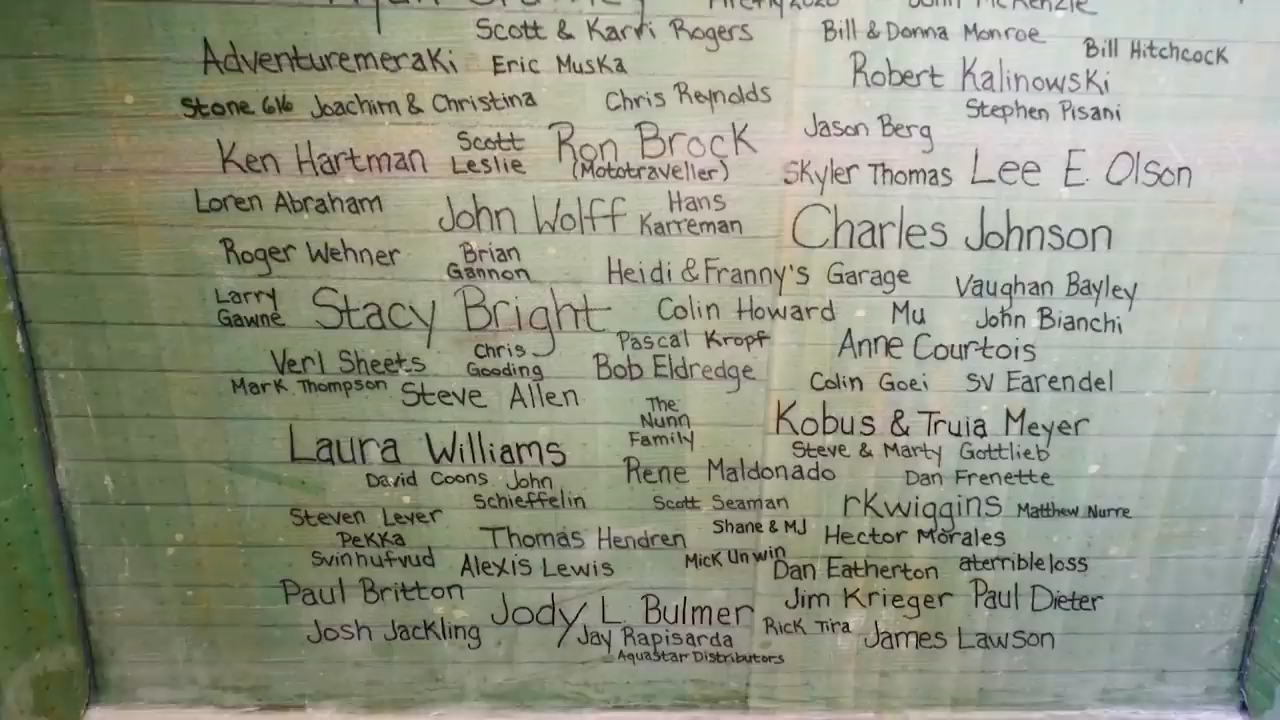 John McKenzie
Scott & Karri Rogers Bill & Donna Monroe Bill Hitchcock
Adventuremeraki Eric Muska Robert Kalinowski
Stone 616 Joachim & Christina Chris Reynolds Stephen Pisani
Ken Hartman Scott Leslie Ron Brock Jason Berg
(Mototraveller) Skyler Thomas Lee E. Olson
Loren Abraham John Wolff Hans Karreman Charles Johnson
Roger Wehner Brian Gannon Heidi & Franny's Garage Vaughan Bayley
Larry Gawne Stacy Bright Colin Howard Mu John Bianchi
Verl Sheets Chris Gooding Pascal Kropf Anne Courtois
Mark Thompson Steve Allen Bob Eldredge Colin Goei SV Earendel
Laura Williams The Nunn Family Kobus & Truia Meyer
Steve & Marty Gottlieb
David Coons John Schieffelin Rene Maldonado Dan Frenette
Steven Lever Scott Seaman rkwiggins Matthew Nurre
Pekka Svinhufvud Thomas Hendren Shane & MJ Hector Morales
Alexis Lewis Mick Unwin Dan Eatherton aterribleloss
Paul Britton Jody L. Bulmer Jim Krieger Paul Dieter
Josh Jackling Jay Rapisarda Rick Tira James Lawson
AquaStar Distributors